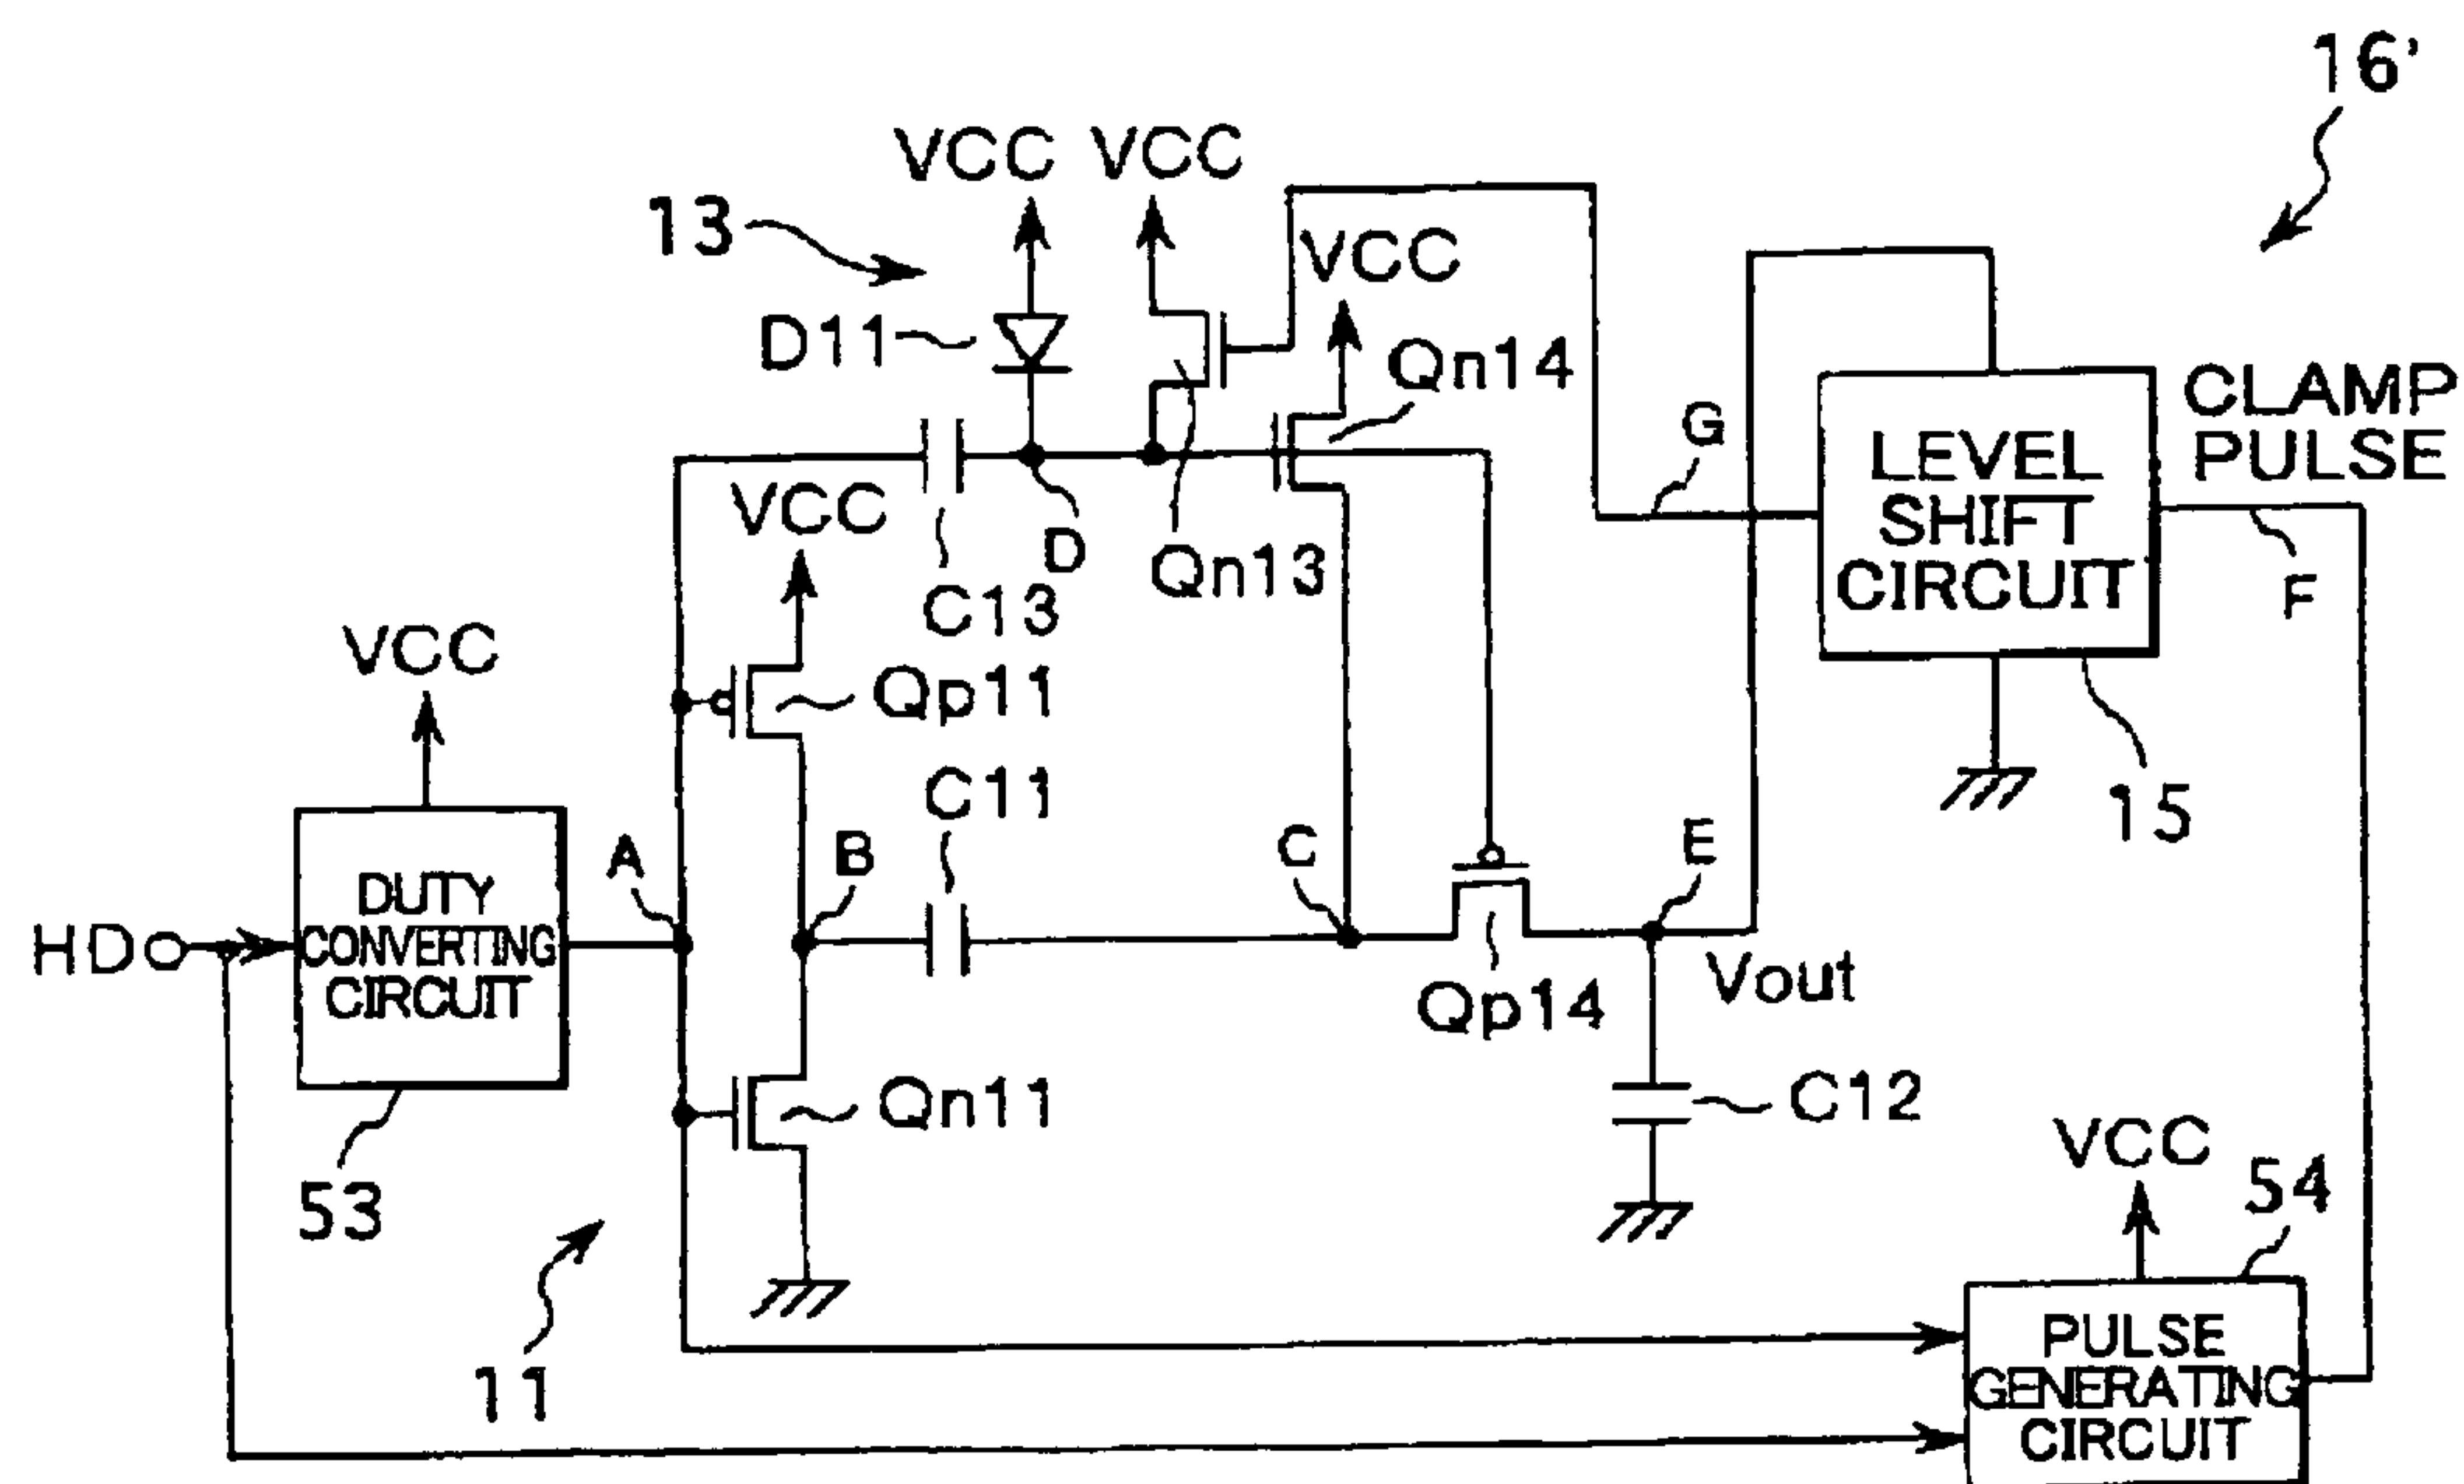 16'
VCC VCC
13
VCC
D11
Qn14
CLAMP
PULSE
G
LEVEL
SHIFT
CIRCUIT
VCC
D
Qn13
C13
F
VCC
Qp11
C11
15
A
B
C
E
DUTY
CONVERTING
CIRCUIT
HD
Vout
Qp14
Qn11
C12
VCC
54
53
11
PULSE
GENERATING
CIRCUIT